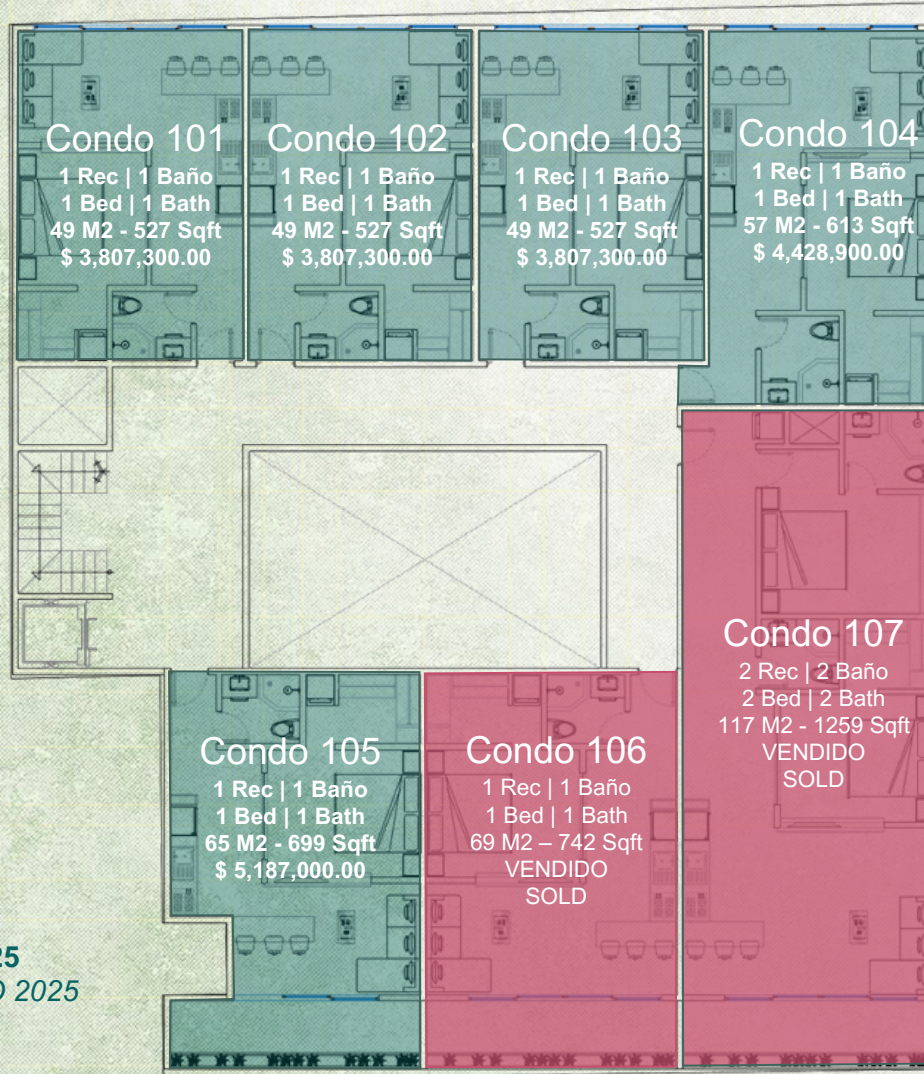 Condo 101
1 Rec | 1 Baño
1 Bed | 1 Bath
49 M2 - 527 Sqft
$ 3,807,300.00
Condo 102
1 Rec | 1 Baño
1 Bed | 1 Bath
49 M2 - 527 Sqft
$ 3,807,300.00
Condo 103
1 Rec | 1 Baño
1 Bed | 1 Bath
49 M2 - 527 Sqft
$ 3,807,300.00
Condo 104
1 Rec | 1 Baño
1 Bed | 1 Bath
57 M2 - 613 Sqft
$ 4,428,900.00
Condo 107
2 Rec | 2 Baño
2 Bed | 2 Bath
117 M2 - 1259 Sqft
VENDIDO
SOLD
Condo 105
1 Rec | 1 Baño
1 Bed | 1 Bath
65 M2 - 699 Sqft
$ 5,187,000.00
Condo 106
1 Rec | 1 Baño
1 Bed | 1 Bath
69 M2 – 742 Sqft
VENDIDO
SOLD
2025